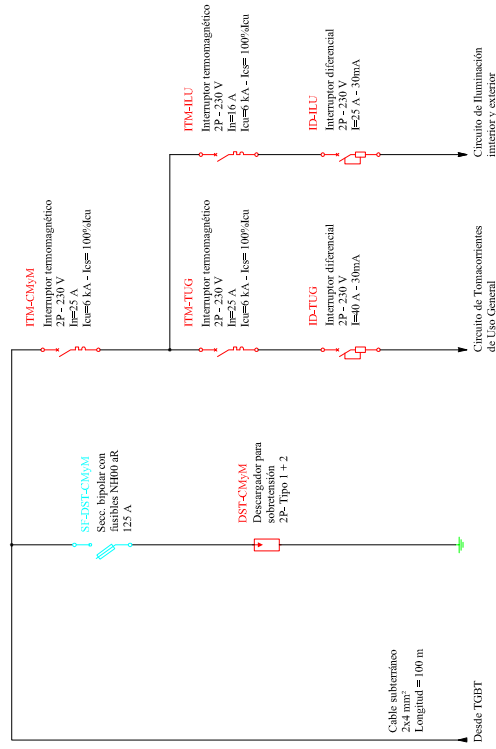 ITM-CMyM
Interruptor termomagnético
2P - 230 V
In=25 A
Icu=6 kA - Ics= 100%Icu
ITM-ILU
Interruptor termomagnético
2P - 230 V
In=16 A
Icu=6 kA - Ics= 100%Icu
ITM-TUG
Interruptor termomagnético
2P - 230 V
In=25 A
Icu=6 kA - Ics= 100%Icu
ID-ILU
Interruptor diferencial
2P - 230 V
I=25 A - 30mA
ID-TUG
Interruptor diferencial
2P - 230 V
I=40 A - 30mA
Circuito de Iluminación
imterior y exterior
Circuito de Tomacorrientes
de Uso General
SF-DST-CMyM
Secc. bipolar con
fusibles NH00 aR
125 A
DST-CMyM
Descargador para
sobretensión
2P- Tipo 1 + 2
Cable subterráneo
2x4 mm²
Longitud = 100 m
Desde TGBT